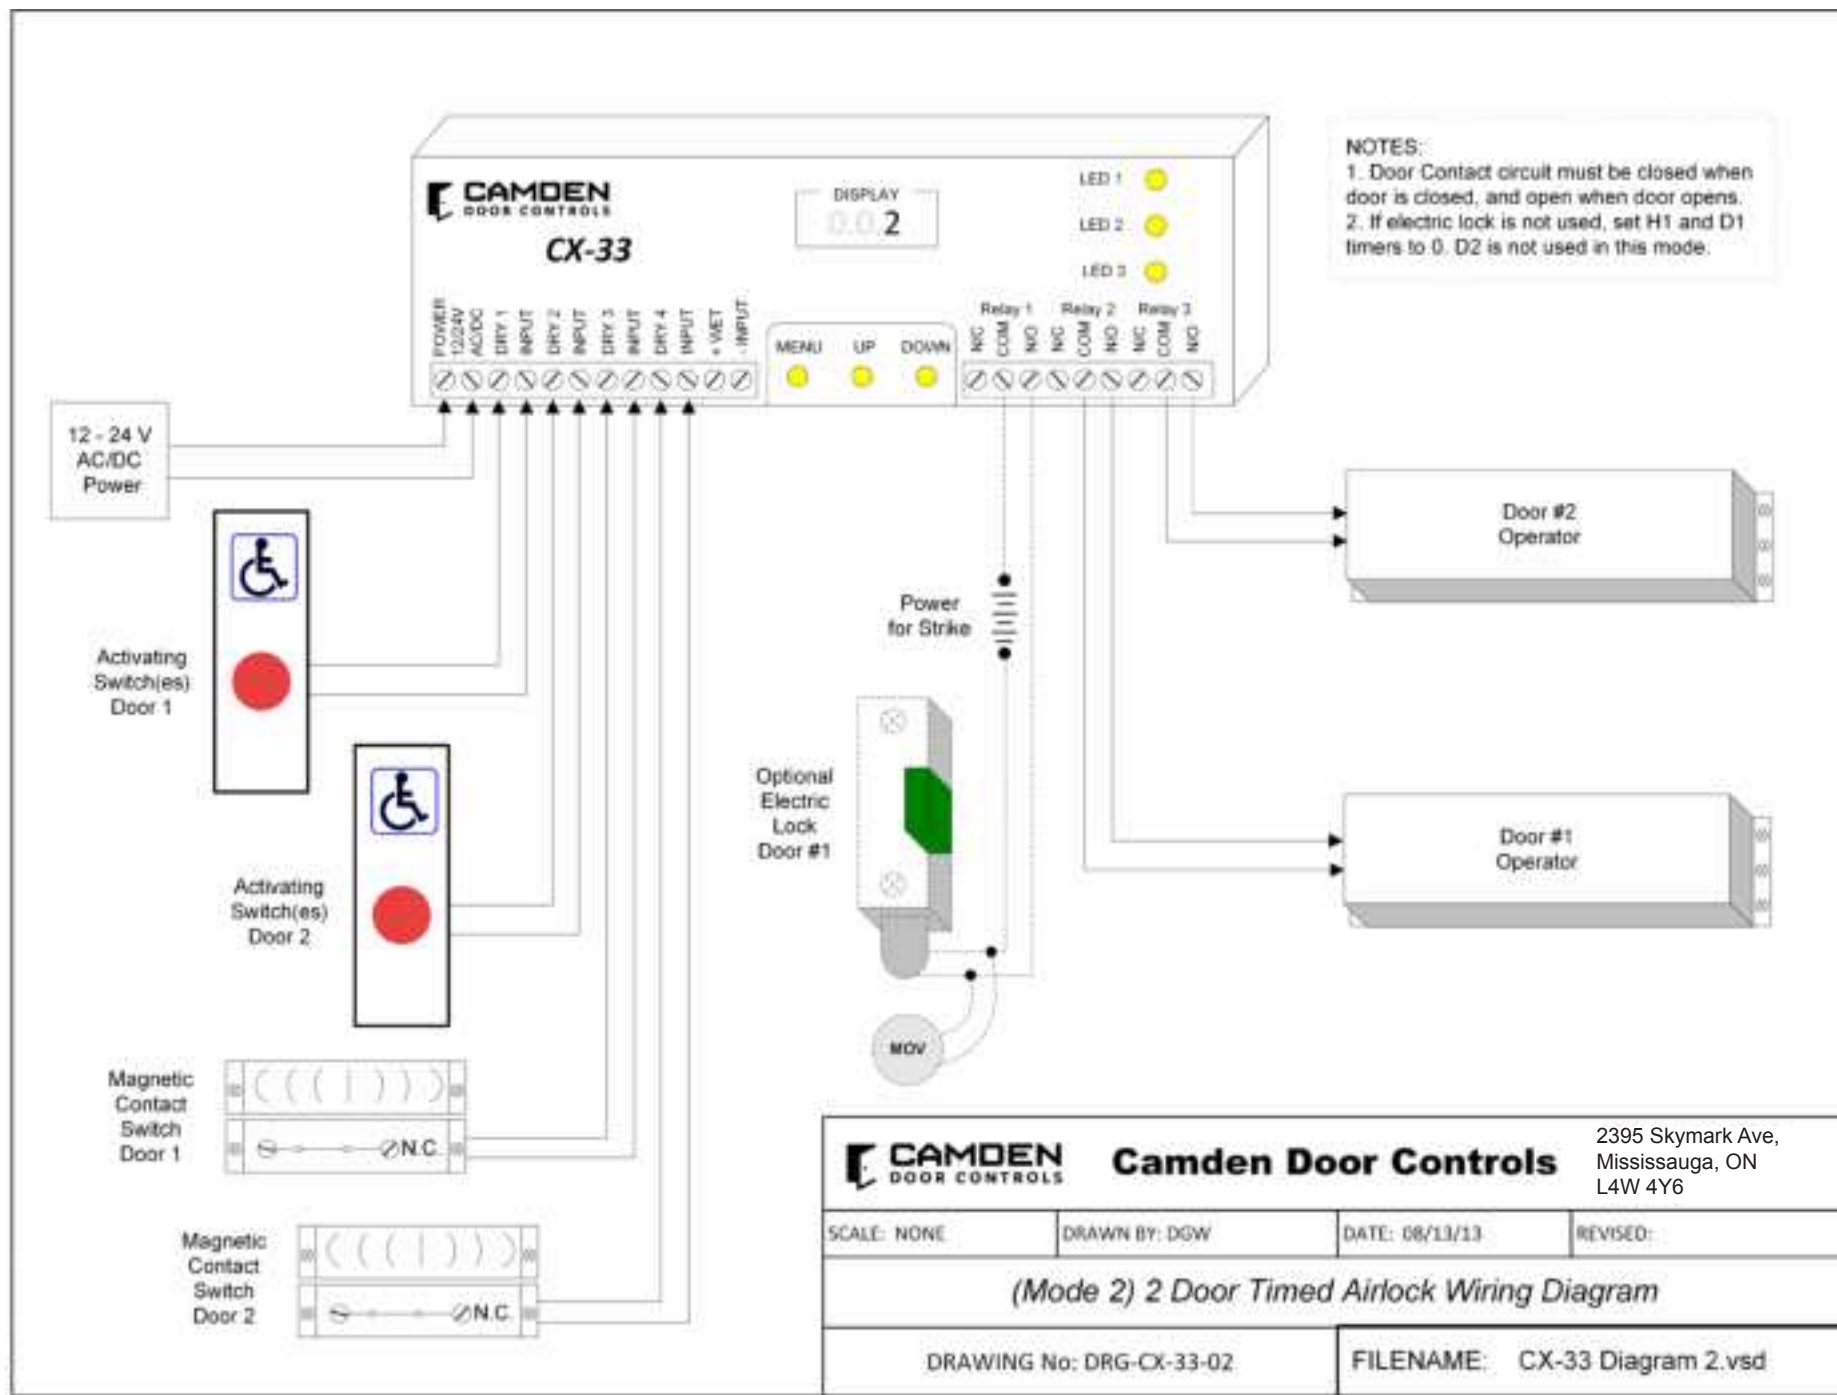 CAMDEN
DOOR CONTROLS
CX-33
DISPLAY
0.0.2
LED 1
LED 2
LED 3
NOTES:
1. Door Contact circuit must be closed when
door is closed, and open when door opens.
2. If electric lock is not used, set H1 and D1
timers to 0. D2 is not used in this mode.
POWER
12/24V
AC/DC
DRY 1
INPUT
DRY 2
INPUT
DRY 3
INPUT
DRY 4
INPUT
+ WET
- INPUT
MENU UP DOWN
Relay 1 Relay 2 Relay 3
N/C
COM
N/O
N/C
COM
N/O
N/C
COM
N/O
12 - 24 V
AC/DC
Power
Activating
Switch(es)
Door 1
Activating
Switch(es)
Door 2
Magnetic
Contact
Switch
Door 1
N.C.
Magnetic
Contact
Switch
Door 2
N.C.
Power
for Strike
Optional
Electric
Lock
Door #1
MOV
Door #2
Operator
Door #1
Operator
CAMDEN
DOOR CONTROLS
Camden Door Controls
2395 Skymark Ave,
Mississauga, ON
L4W 4Y6
SCALE: NONE
DRAWN BY: DGW
DATE: 08/13/13
REVISED:
(Mode 2) 2 Door Timed Airlock Wiring Diagram
DRAWING No: DRG-CX-33-02
FILENAME: CX-33 Diagram 2.vsd